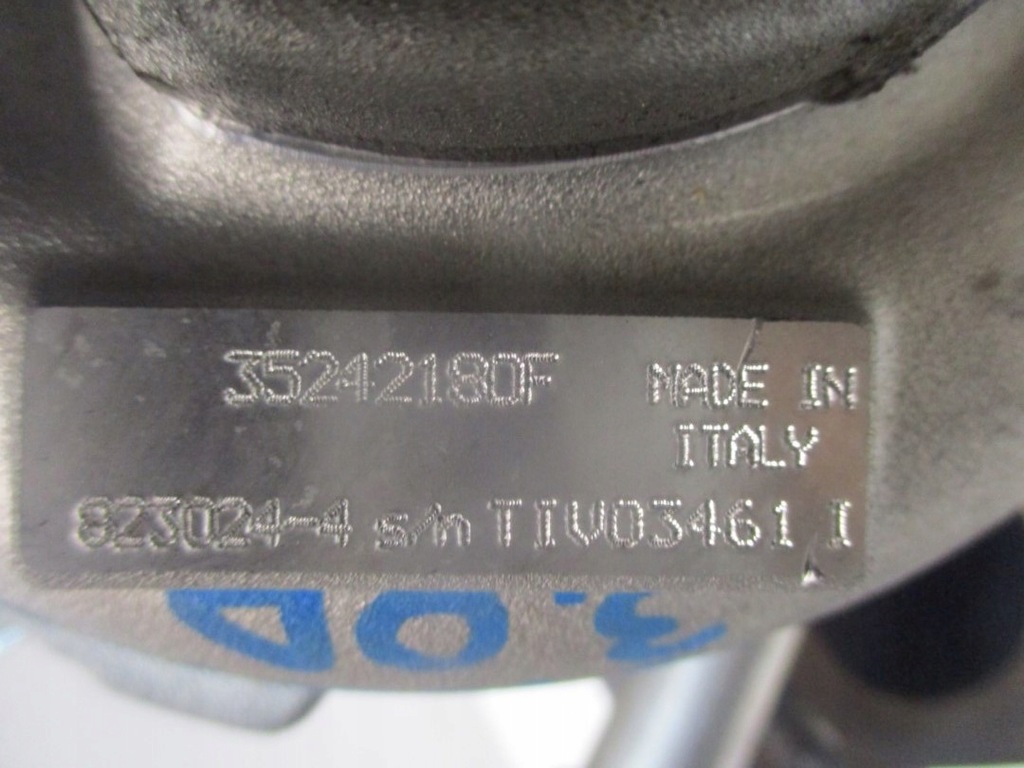 35242180F
MADE IN
ITALY
823024-4 s/n TIV03461 I
3.0D